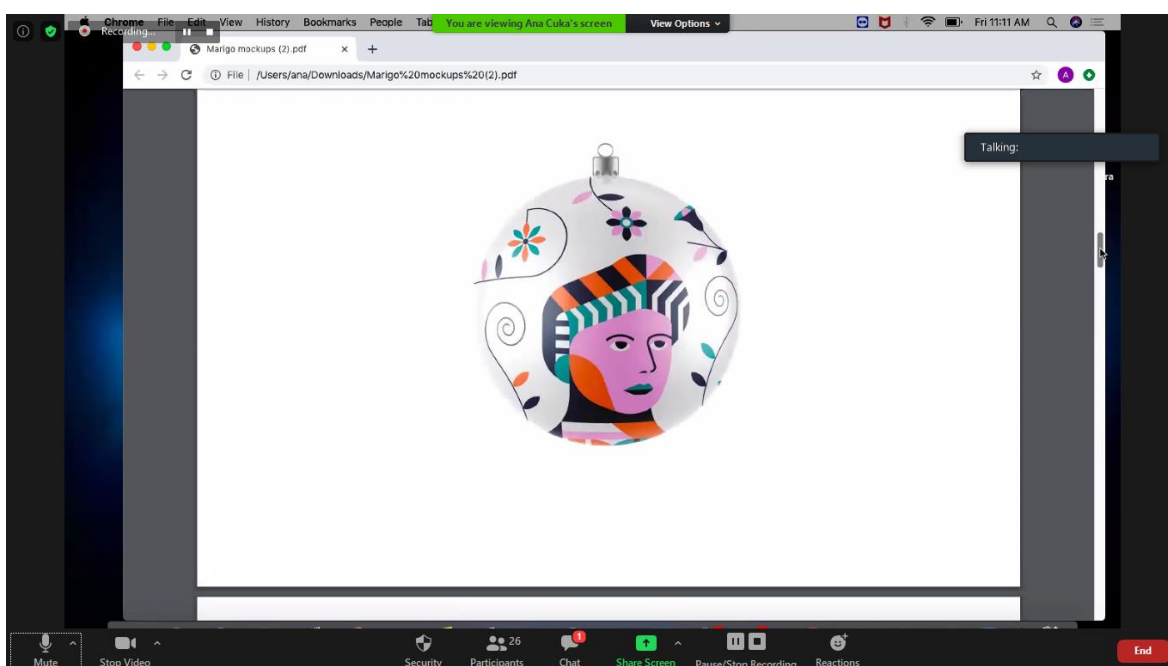 Chrome File Edit View History Bookmarks People Tab You are viewing Ana Cuka's screen View Options Fri 11:11 AM
Recording...
Marigo mockups (2).pdf
File /Users/ana/Downloads/Marigo%20mockups%20(2).pdf
A
Talking:
ra
26
1
Mute Stop Video Security Participants Chat Share Screen Pause/Stop Recording Reactions End